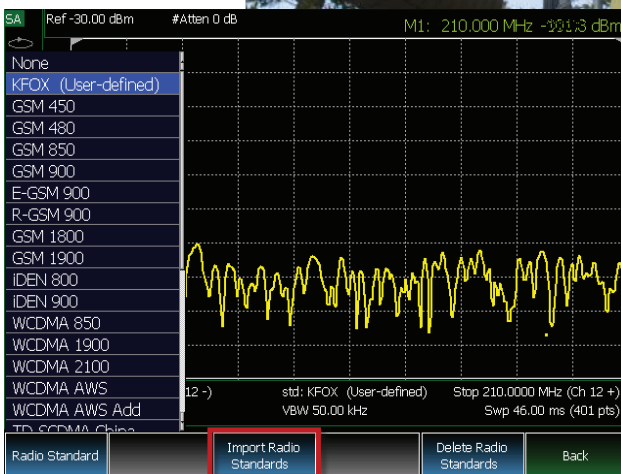 SA Ref -30.00 dBm #Atten 0 dB M1: 210.000 MHz dBm
None
KFOX (User-defined)
GSM 450
GSM 480
GSM 850
GSM 900
E-GSM 900
R-GSM 900
GSM 1800
GSM 1900
iDEN 800
iDEN 900
WCDMA 850
WCDMA 1900
WCDMA 2100
WCDMA AWS
WCDMA AWS Add
TD-SCDMA China
12 -) std: KFOX (User-defined) Stop 210.0000 MHz (Ch 12 +)
VBW 50.00 kHz Swp 46.00 ms (401 pts)
Radio Standard
Import Radio Standards
Delete Radio Standards
Back